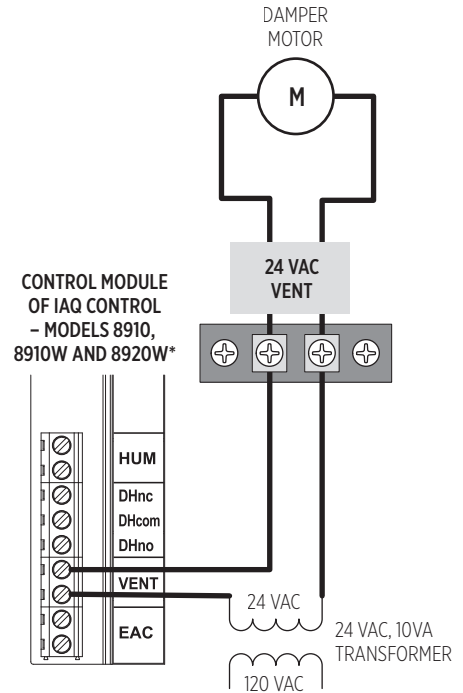 DAMPER
MOTOR
M
24 VAC
VENT
CONTROL MODULE
OF IAQ CONTROL
– MODELS 8910,
8910W AND 8920W*
HUM
DHnc
DHcom
DHno
VENT
EAC
24 VAC
24 VAC, 10VA
TRANSFORMER
120 VAC